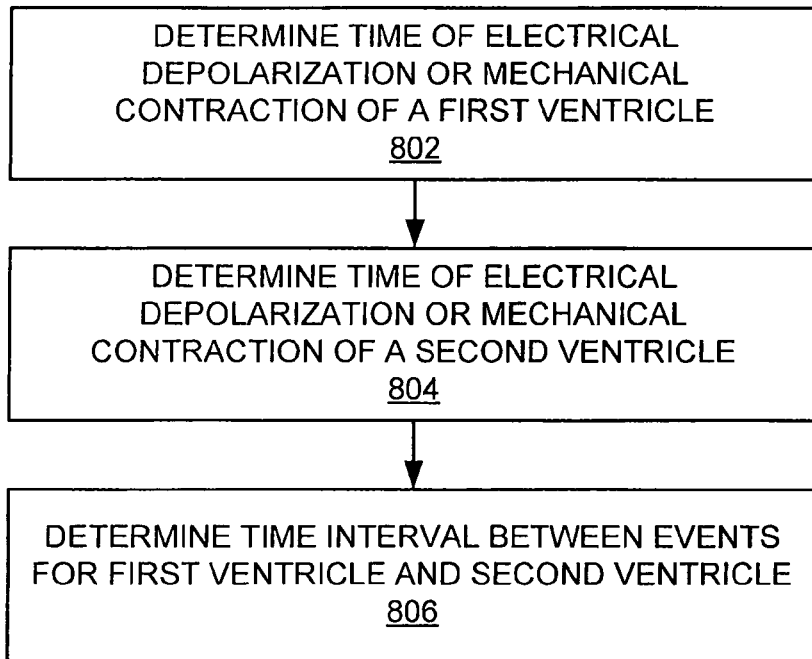 DETERMINE TIME OF ELECTRICAL
DEPOLARIZATION OR MECHANICAL
CONTRACTION OF A FIRST VENTRICLE
802
DETERMINE TIME OF ELECTRICAL
DEPOLARIZATION OR MECHANICAL
CONTRACTION OF A SECOND VENTRICLE
804
DETERMINE TIME INTERVAL BETWEEN EVENTS
FOR FIRST VENTRICLE AND SECOND VENTRICLE
806